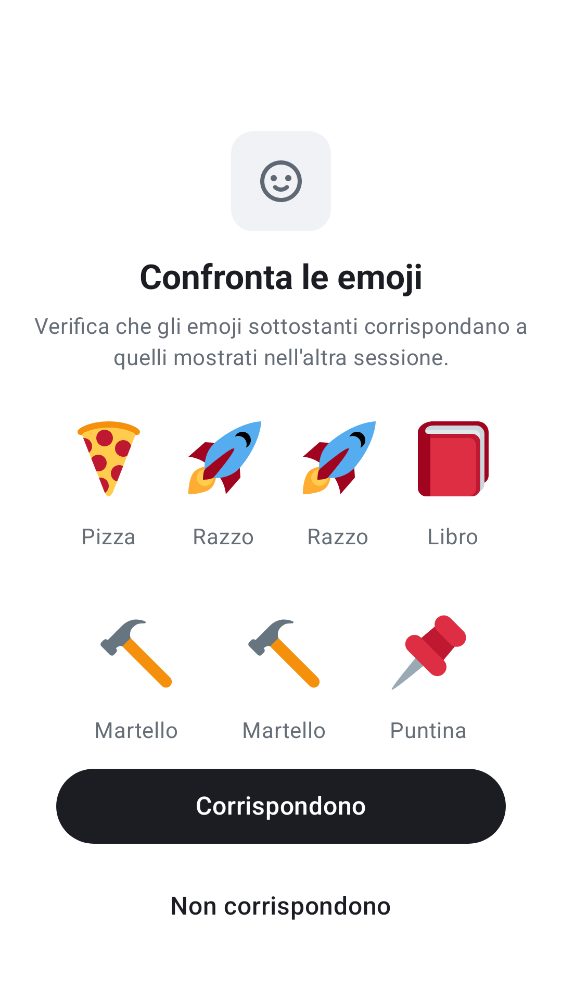 Confronta le emoji
Verifica che gli emoji sottostanti corrispondano a
quelli mostrati nell'altra sessione.
Pizza
Razzo
Razzo
Libro
Martello
Martello
Puntina
Corrispondono
Non corrispondono